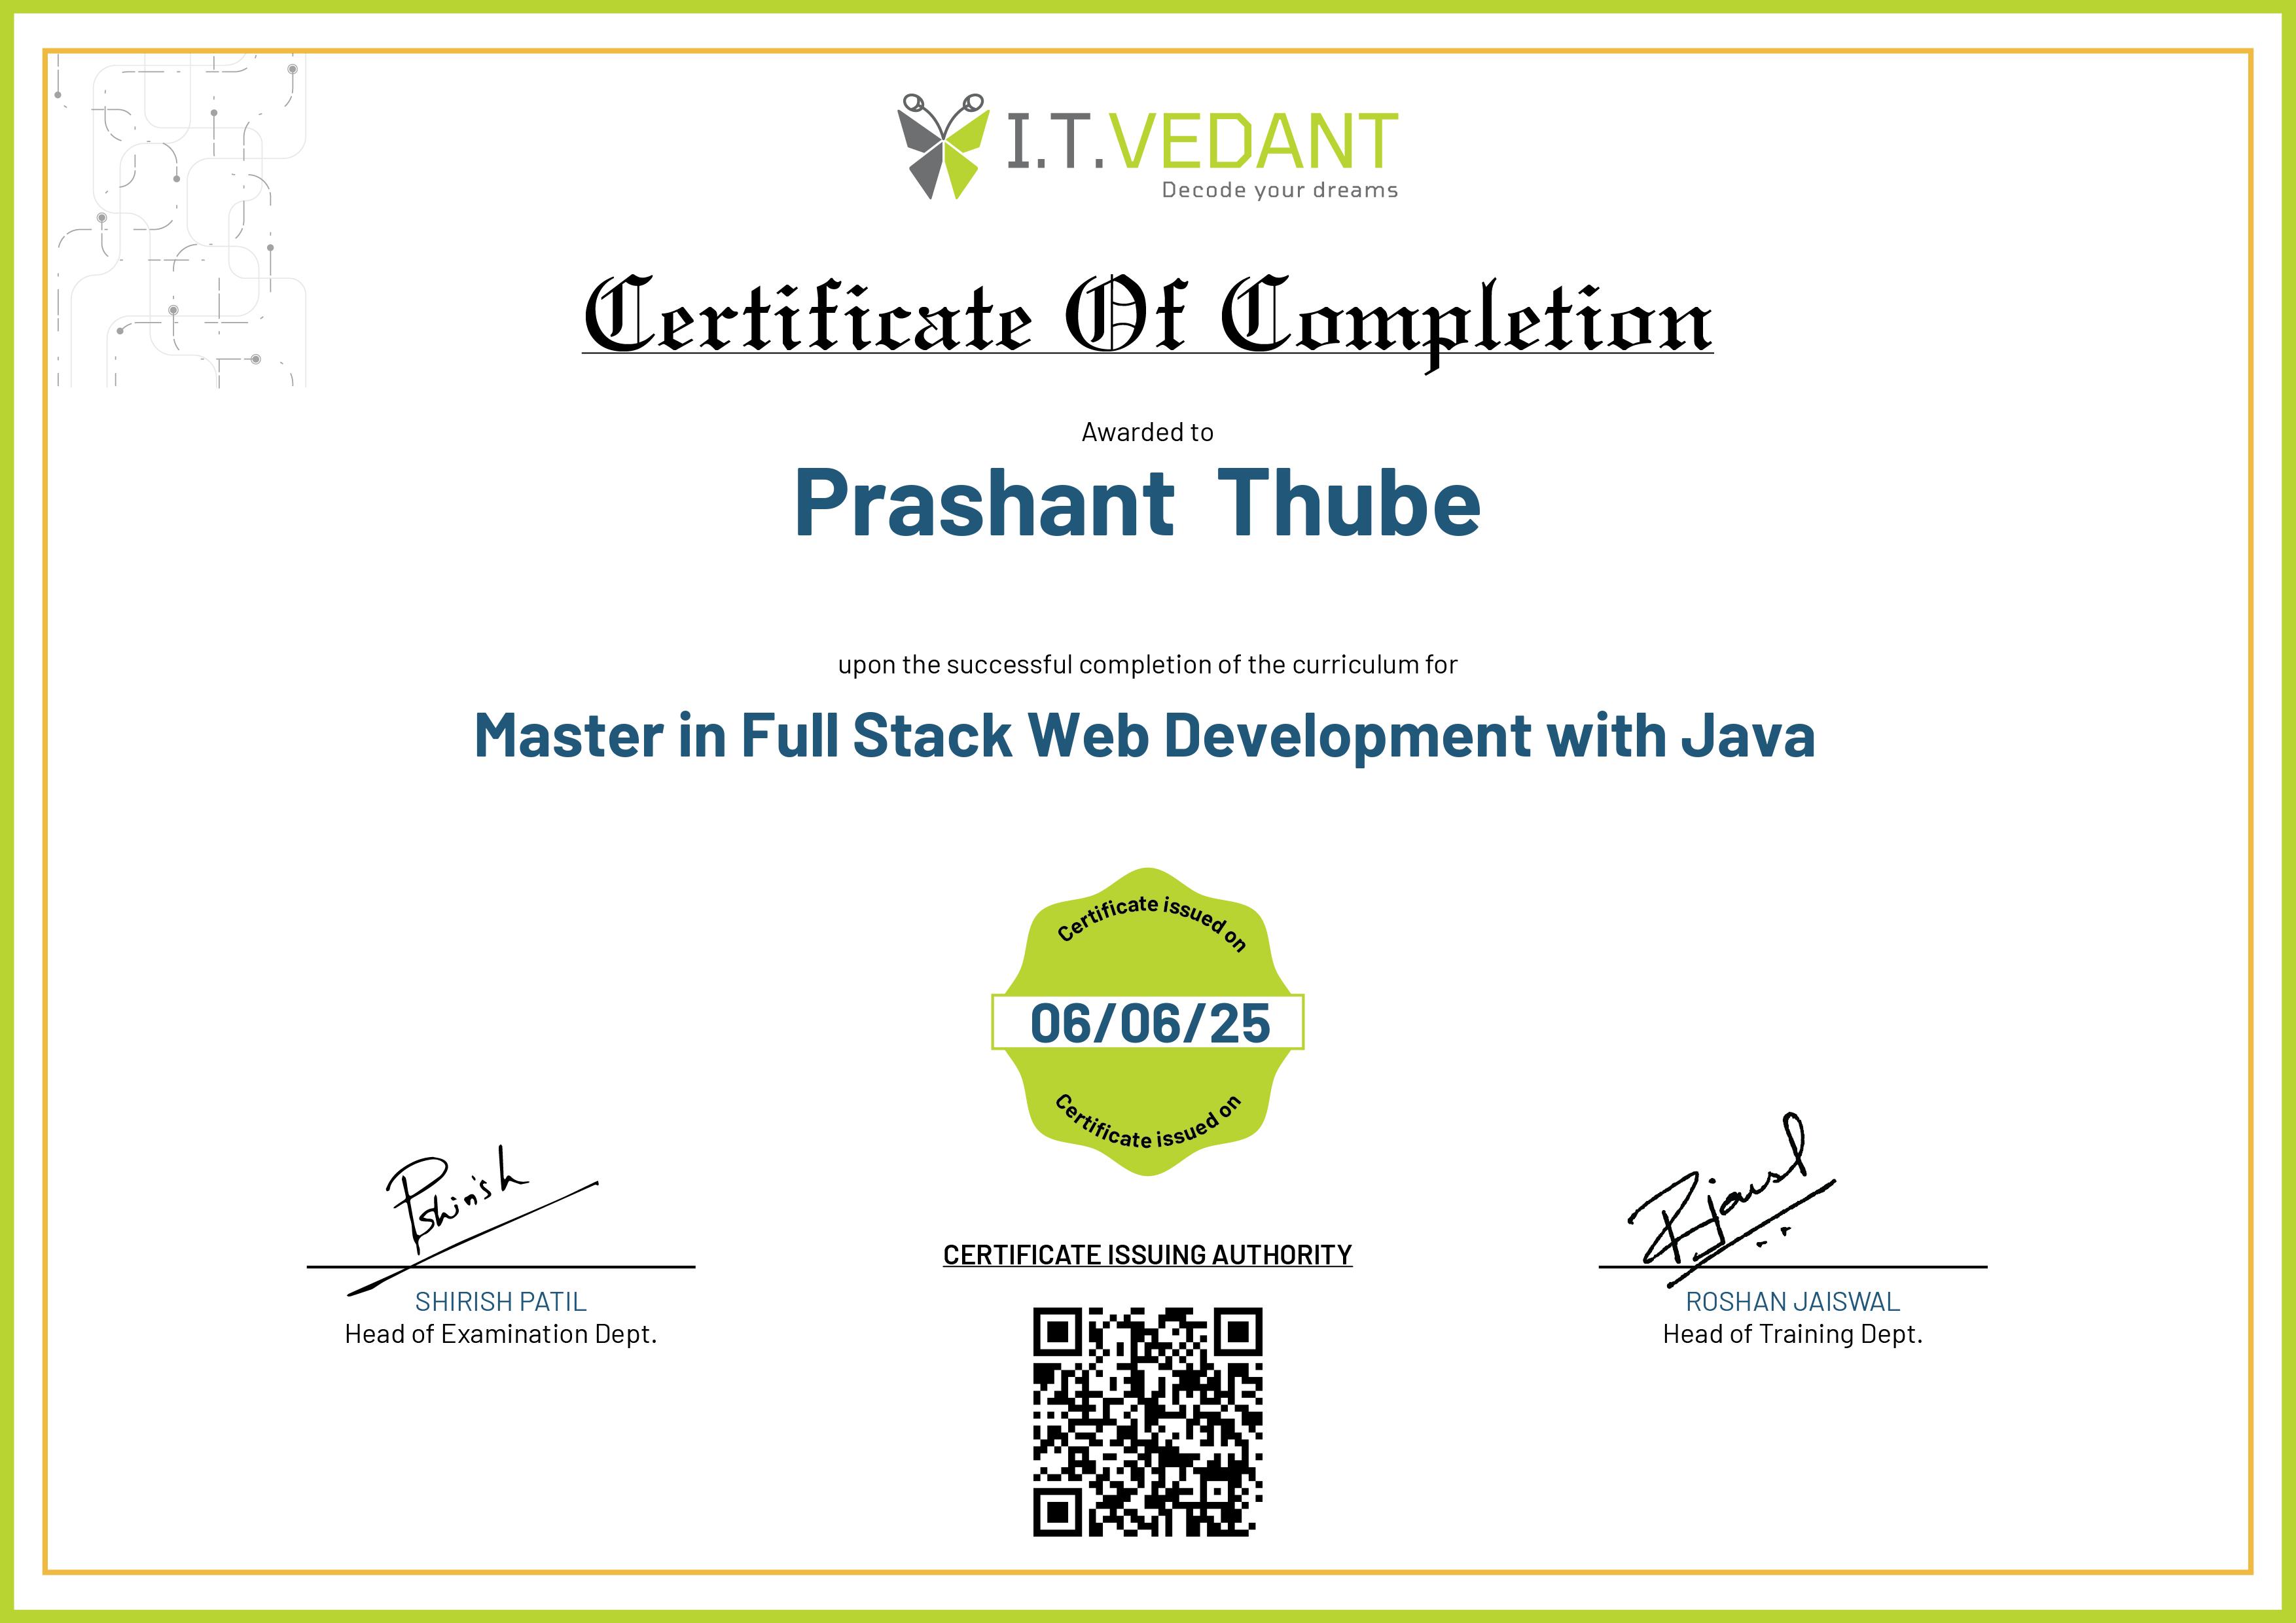 I.T.VEDANT
Decode your dreams
Certificate Of Completion
Awarded to
Prashant Thube
upon the successful completion of the curriculum for
Master in Full Stack Web Development with Java
Certificate issued on
06/06/25
Certificate issued on
Pshirish
Rjaiswal
CERTIFICATE ISSUING AUTHORITY
SHIRISH PATIL
Head of Examination Dept.
ROSHAN JAISWAL
Head of Training Dept.